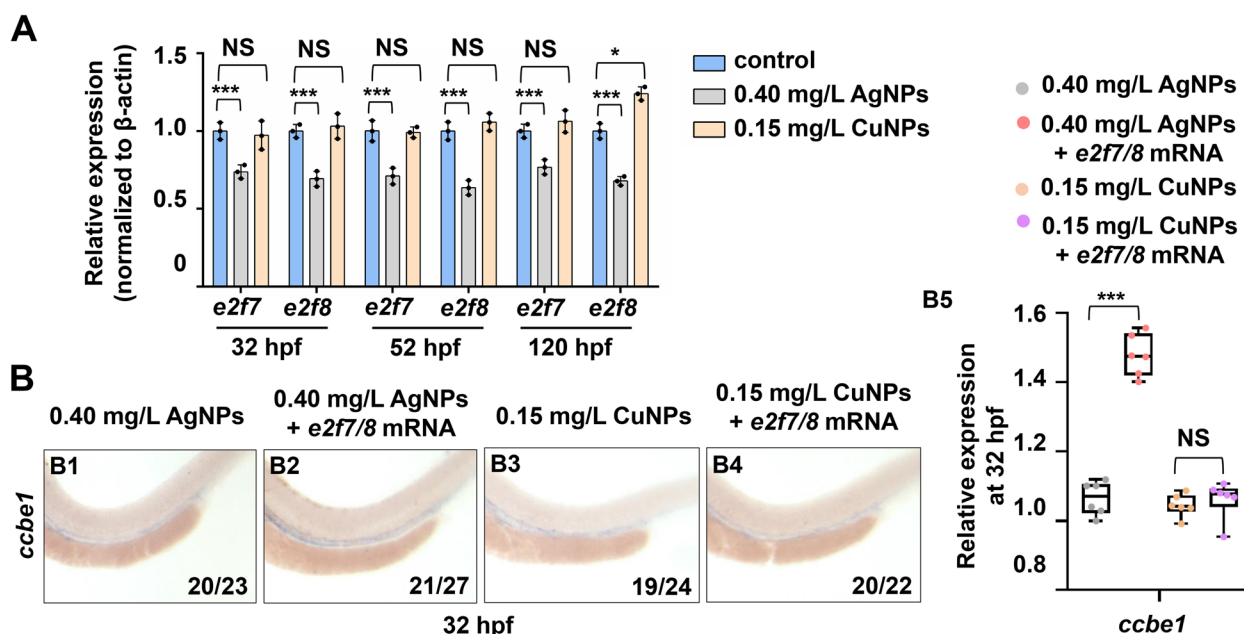 A
Relative expression
(normalized to β-actin)
1.5
1.0
0.5
0
NS
NS
NS
NS
NS
*
***
***
***
***
***
***
e2f7
e2f8
e2f7
e2f8
e2f7
e2f8
32 hpf
52 hpf
120 hpf
control
0.40 mg/L AgNPs
0.15 mg/L CuNPs
0.40 mg/L AgNPs
0.40 mg/L AgNPs
+ e2f7/8 mRNA
0.15 mg/L CuNPs
0.15 mg/L CuNPs
+ e2f7/8 mRNA
B
0.40 mg/L AgNPs
0.40 mg/L AgNPs
+ e2f7/8 mRNA
0.15 mg/L CuNPs
0.15 mg/L CuNPs
+ e2f7/8 mRNA
ccbe1
B1
20/23
B2
21/27
B3
19/24
B4
20/22
32 hpf
B5
Relative expression
at 32 hpf
1.6
1.4
1.2
1.0
0.8
***
NS
ccbe1